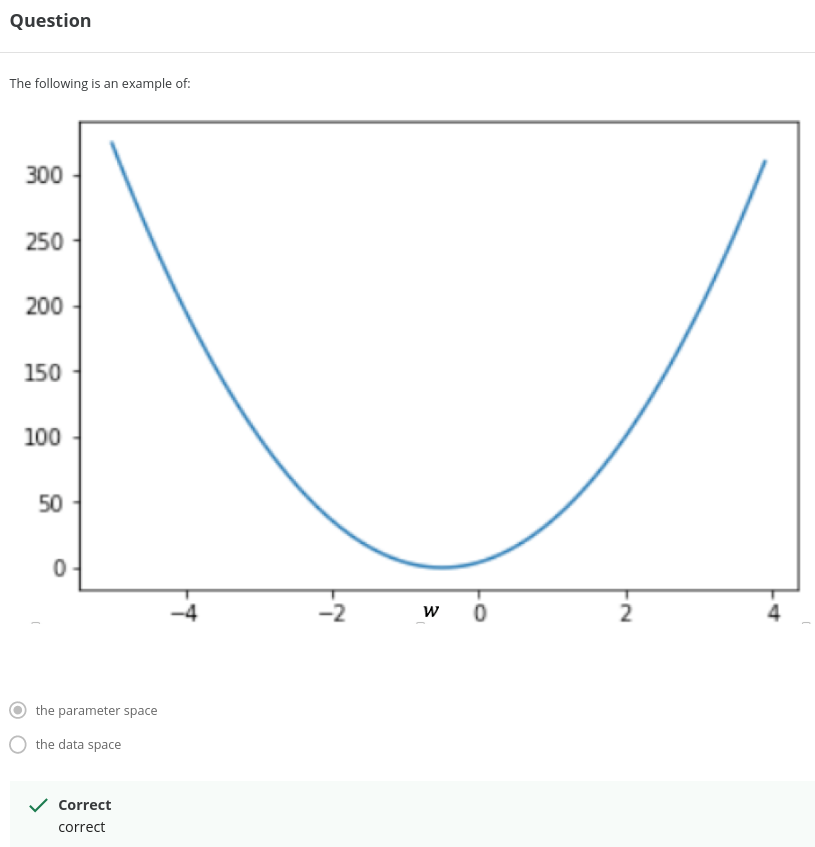 Question
The following is an example of:
300
250
200
150
100
50
0
−4 −2 w 0 2 4
the parameter space
the data space
Correct
correct